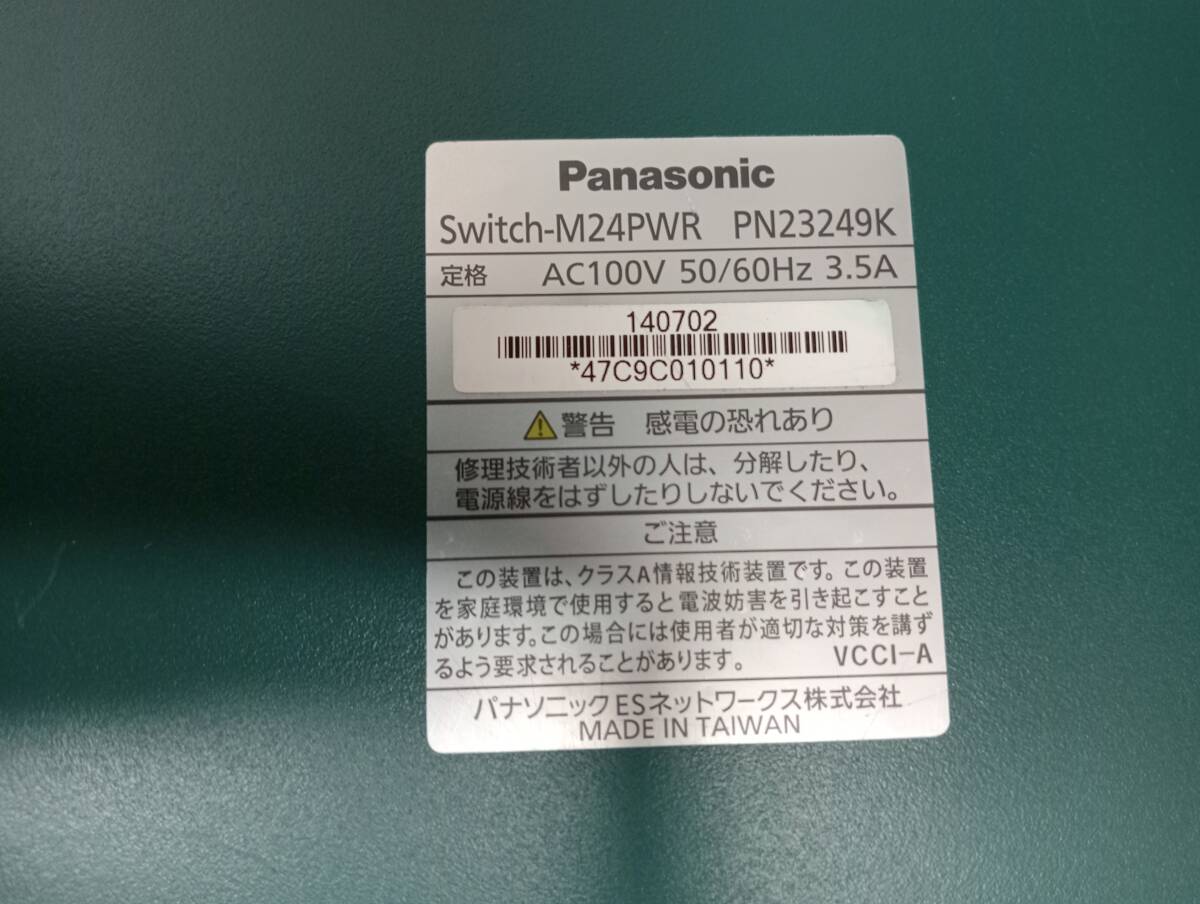 Panasonic
Switch-M24PWR PN23249K
定格 AC100V 50/60Hz 3.5A
140702
*47C9C010110*
警告 感電の恐れあり
修理技術者以外の人は、分解したり、
電源線をはずしたりしないでください。
ご注意
この装置は、クラスA情報技術装置です。この装置
を家庭環境で使用すると電波妨害を引き起こすこと
があります。この場合には使用者が適切な対策を講ず
るよう要求されることがあります。 VCCI-A
パナソニックESネットワークス株式会社
MADE IN TAIWAN